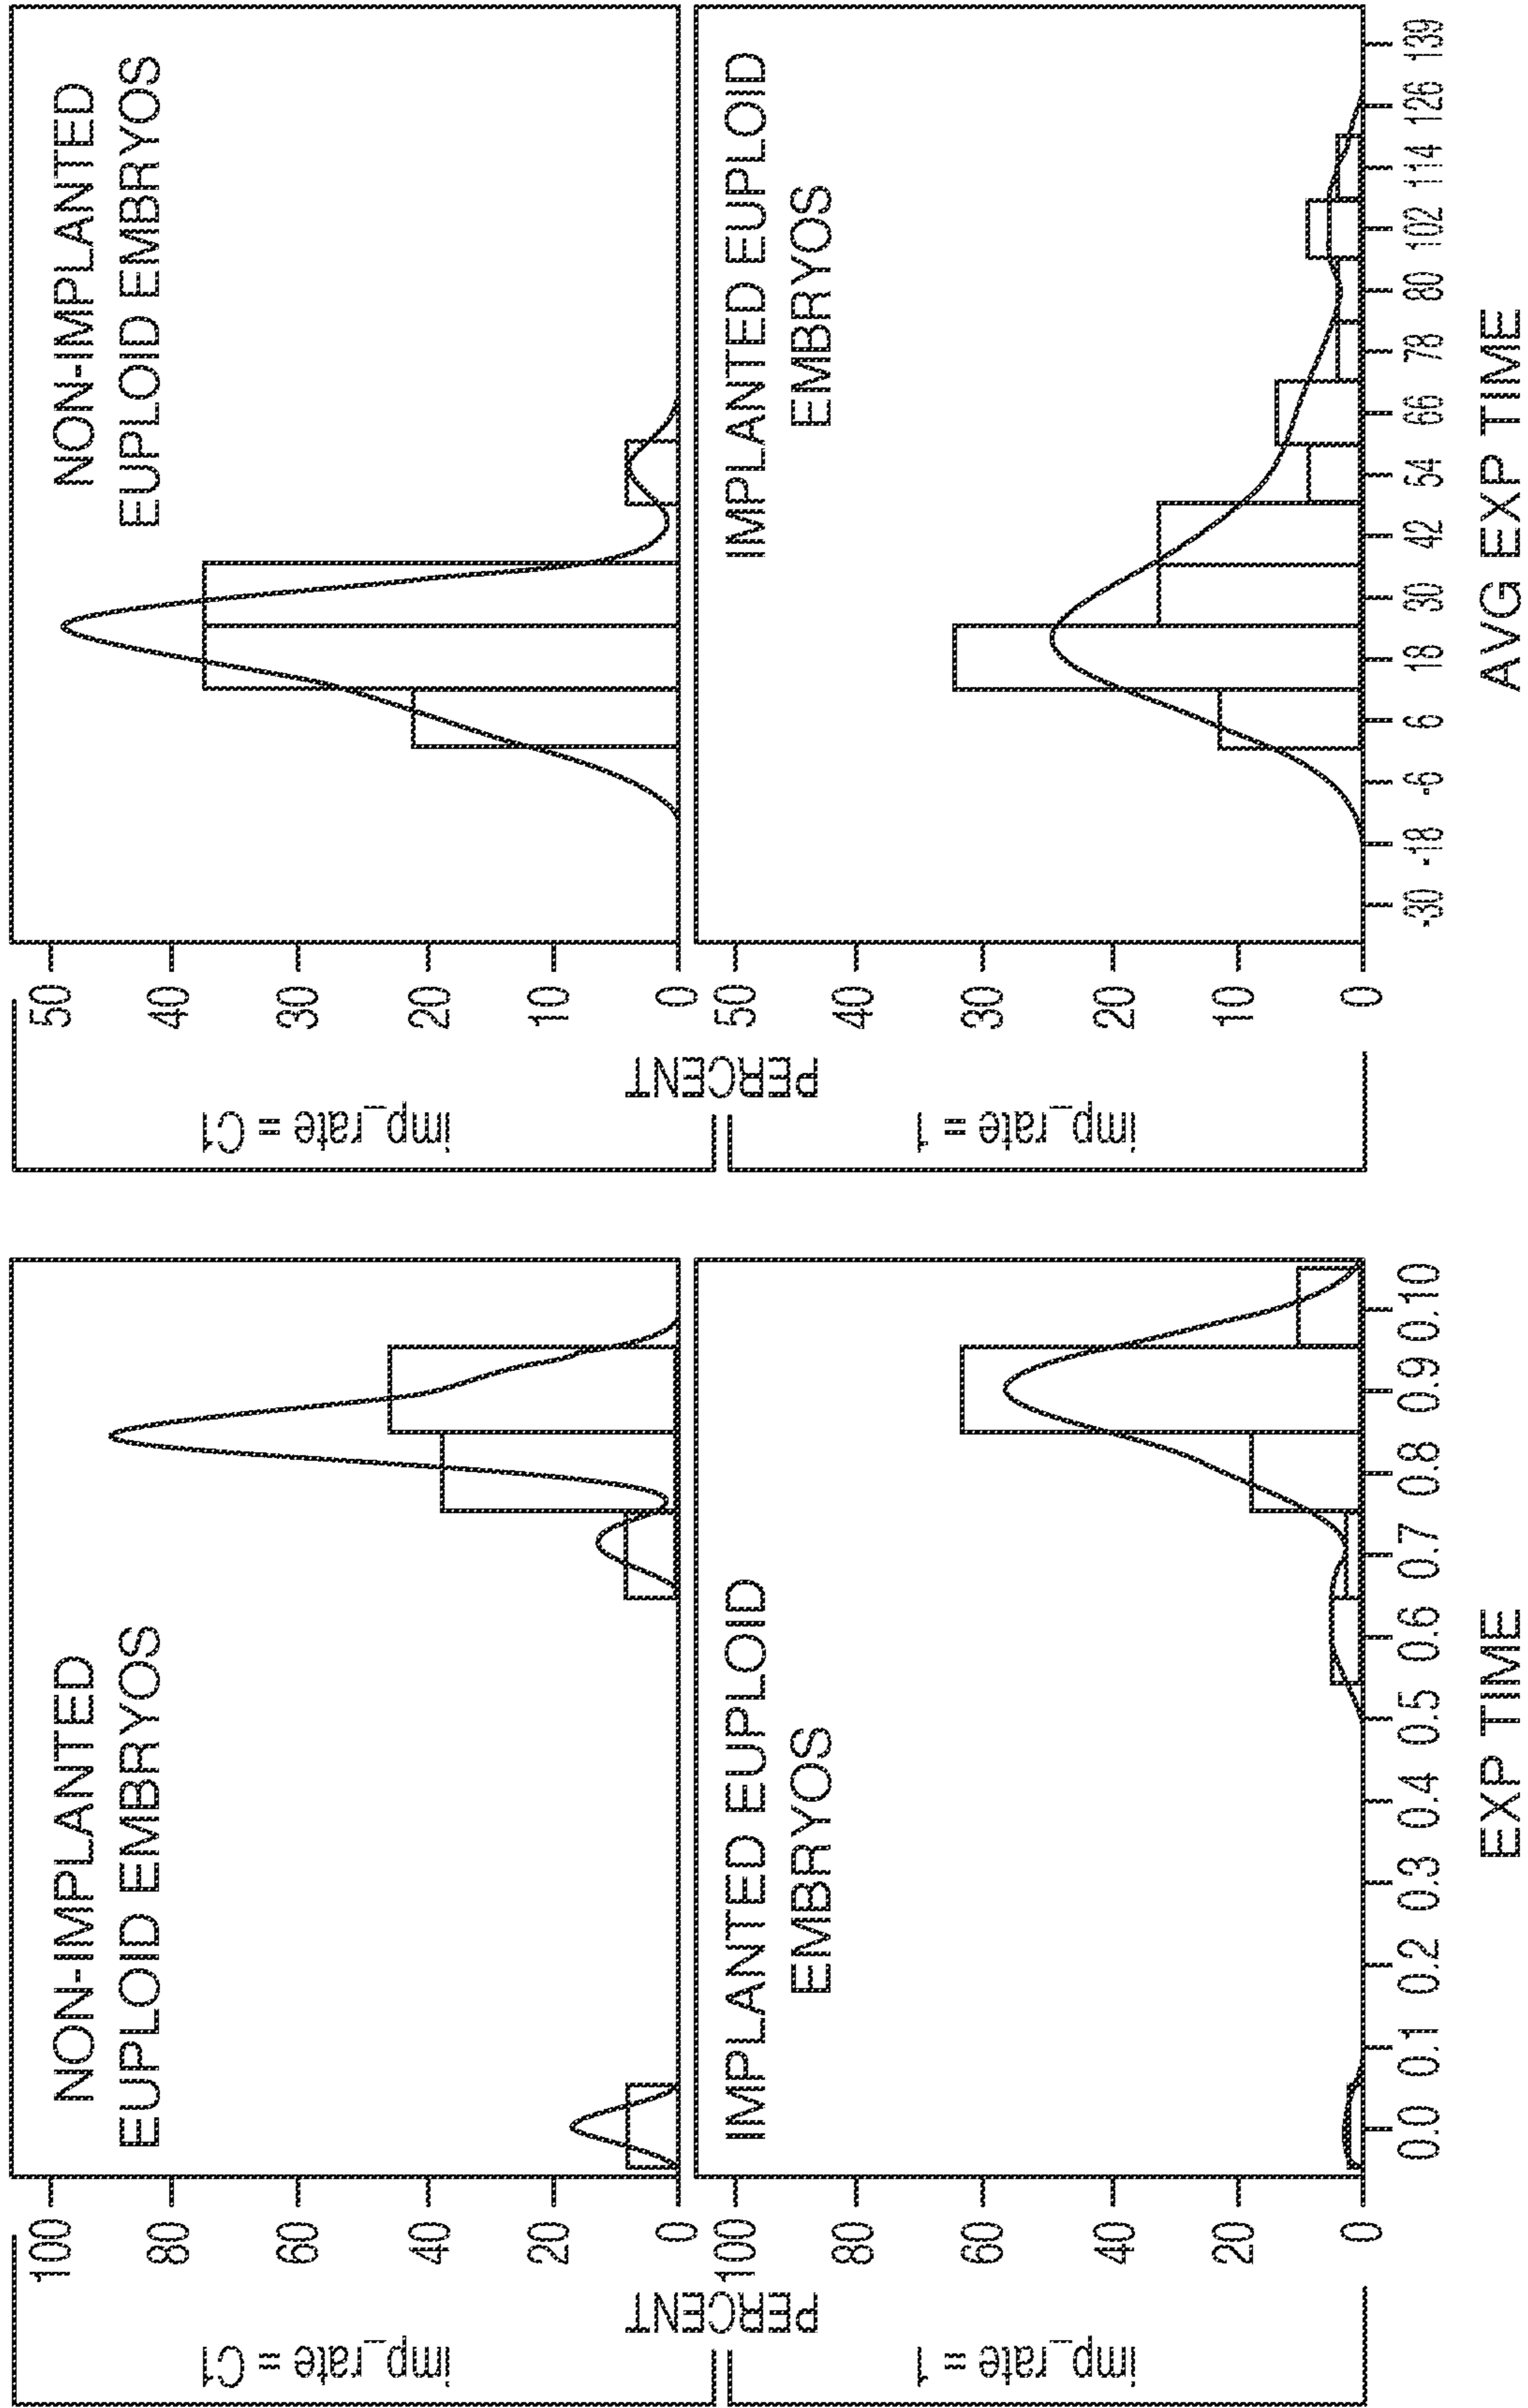 imp_rate = C1
imp_rate = 1
PERCENT
100
80
60
40
20
0
100
80
60
40
20
0
NON-IMPLANTED
EUPLOID EMBRYOS
IMPLANTED EUPLOID
EMBRYOS
0.0 0.1 0.2 0.3 0.4 0.5 0.6 0.7 0.8 0.9 0.10
EXP TIME
imp_rate = C1
imp_rate = 1
PERCENT
50
40
30
20
10
0
50
40
30
20
10
0
NON-IMPLANTED
EUPLOID EMBRYOS
IMPLANTED EUPLOID
EMBRYOS
-30 -18 -6 6 18 30 42 54 66 78 80 102 114 126 139
AVG EXP TIME